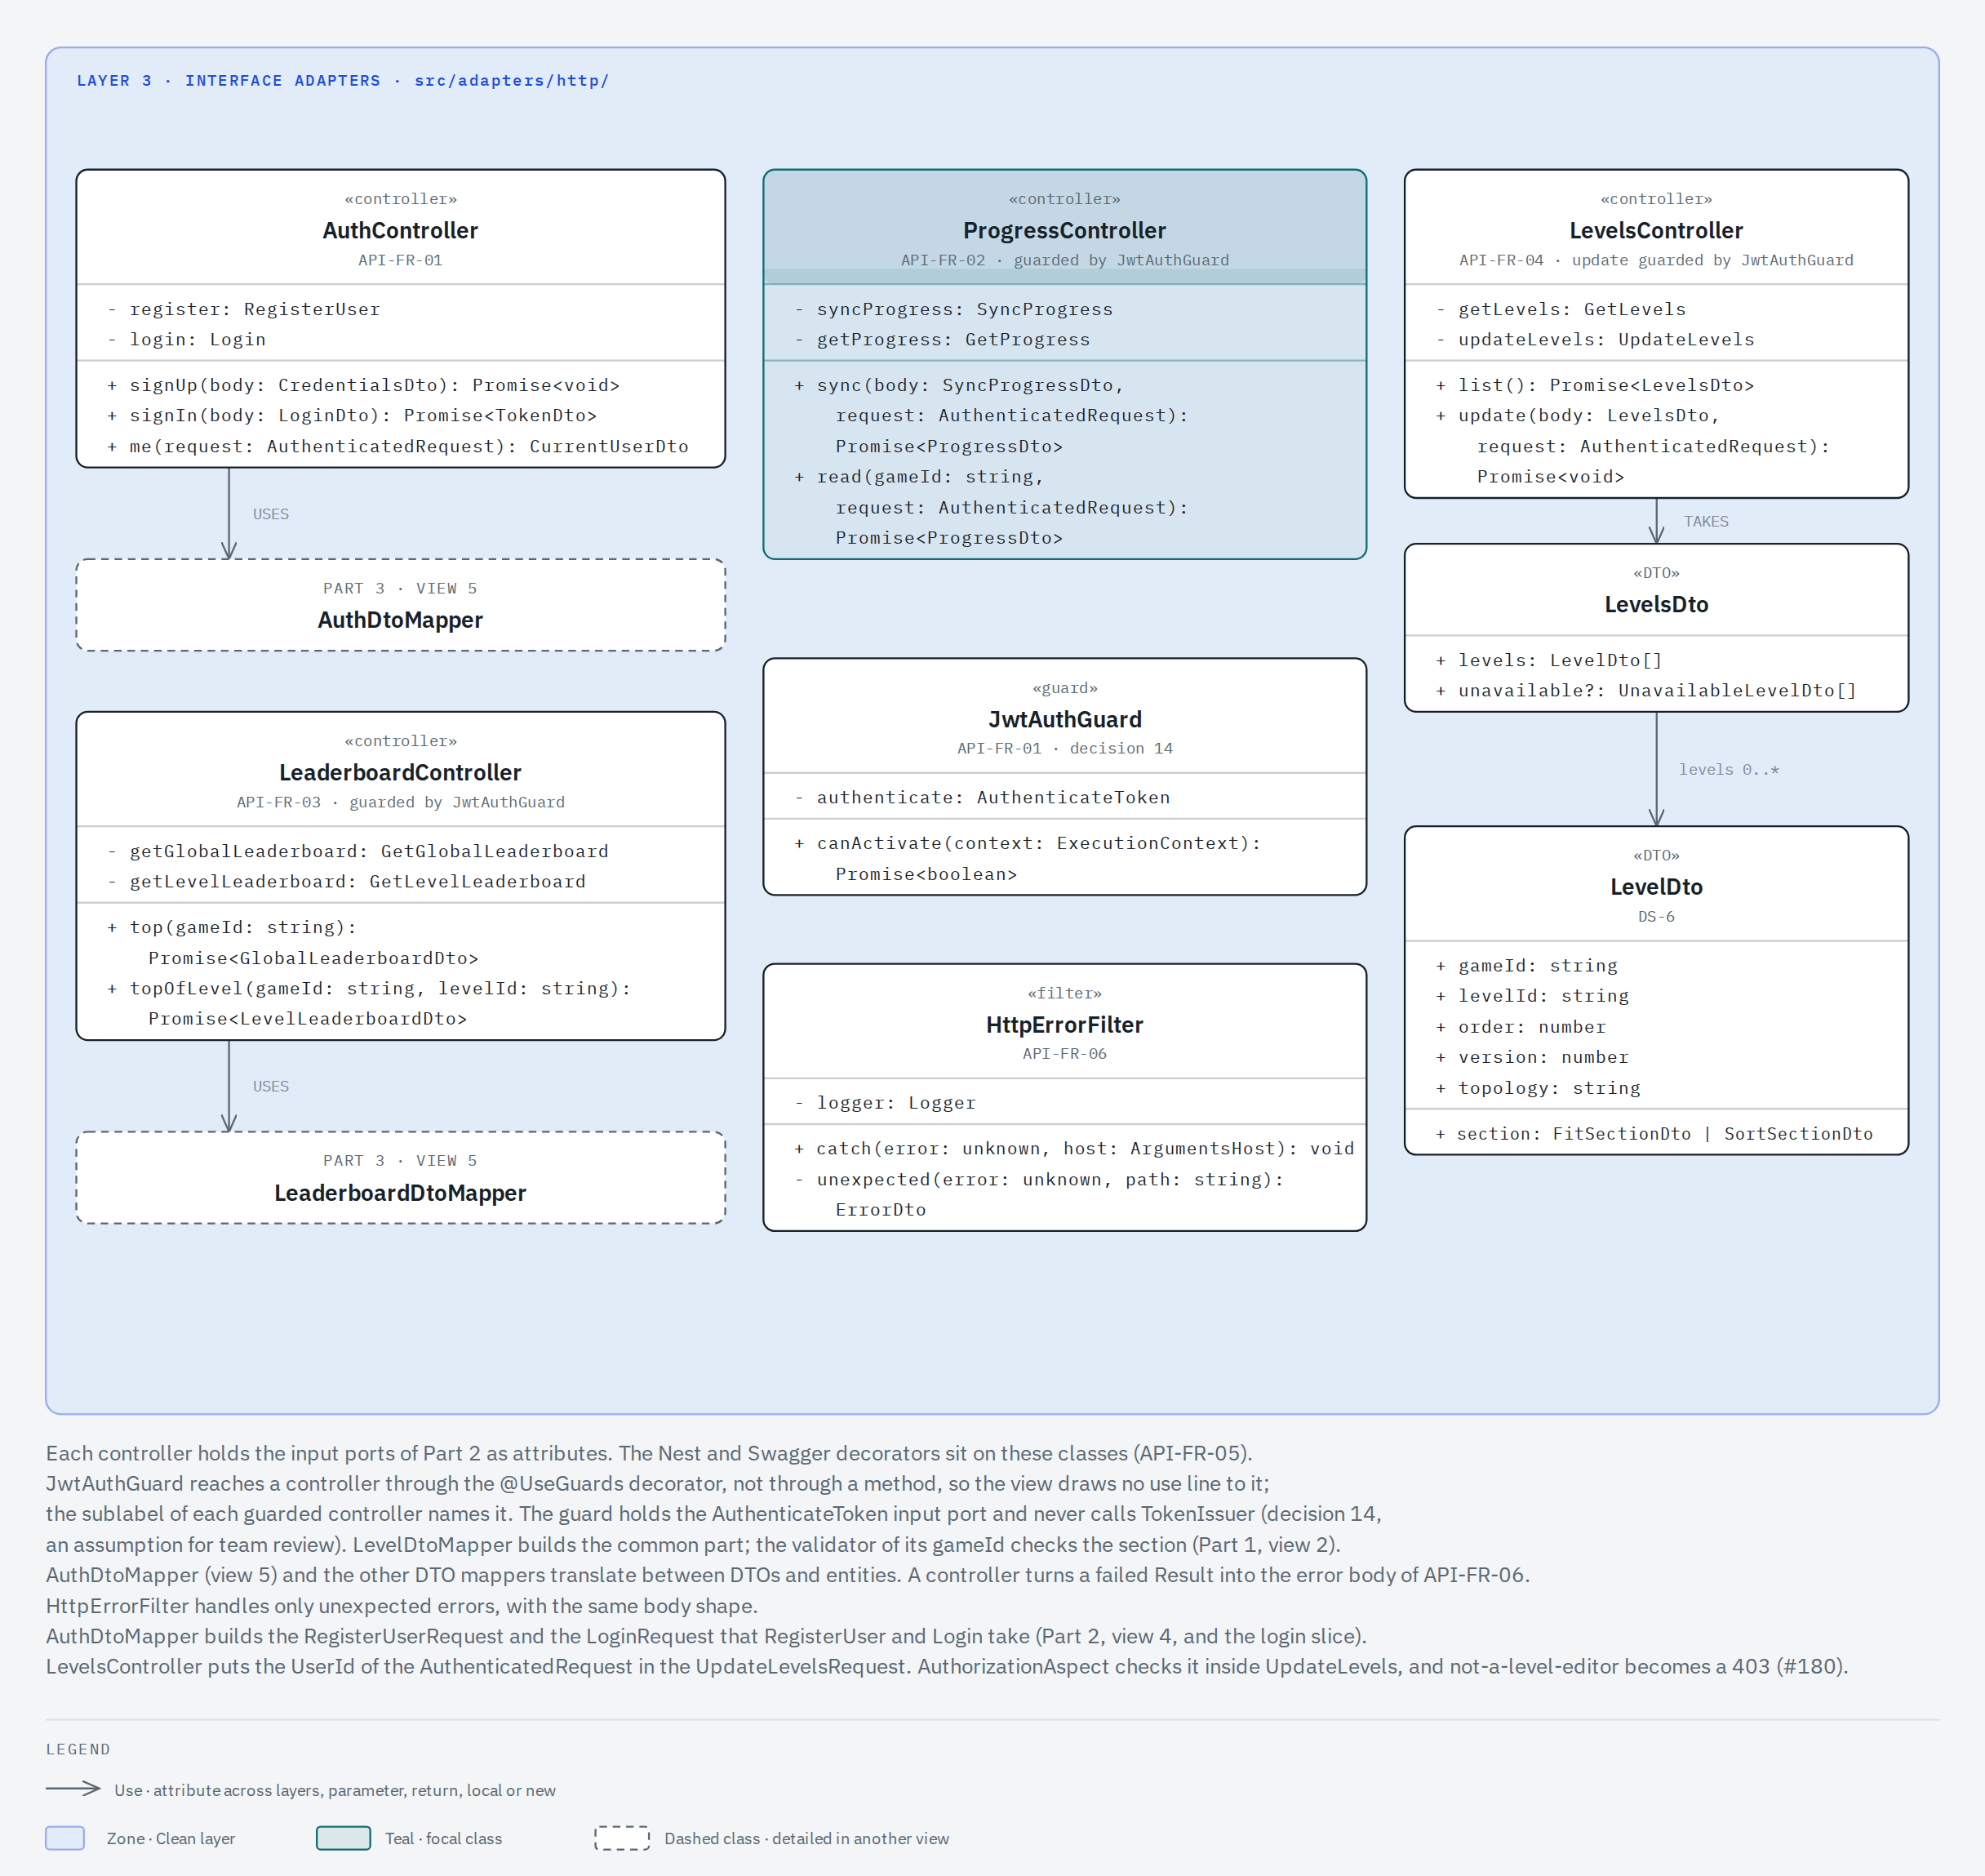 LAYER 3 · INTERFACE ADAPTERS · src/adapters/http/
«controller»
AuthController
API-FR-01
- register: RegisterUser
- login: Login
+ signUp(body: CredentialsDto): Promise<void>
+ signIn(body: LoginDto): Promise<TokenDto>
+ me(request: AuthenticatedRequest): CurrentUserDto
USES
PART 3 · VIEW 5
AuthDtoMapper
«controller»
LeaderboardController
API-FR-03 · guarded by JwtAuthGuard
- getGlobalLeaderboard: GetGlobalLeaderboard
- getLevelLeaderboard: GetLevelLeaderboard
+ top(gameId: string):
Promise<GlobalLeaderboardDto>
+ topOfLevel(gameId: string, levelId: string):
Promise<LevelLeaderboardDto>
USES
PART 3 · VIEW 5
LeaderboardDtoMapper
«controller»
ProgressController
API-FR-02 · guarded by JwtAuthGuard
- syncProgress: SyncProgress
- getProgress: GetProgress
+ sync(body: SyncProgressDto,
request: AuthenticatedRequest):
Promise<ProgressDto>
+ read(gameId: string,
request: AuthenticatedRequest):
Promise<ProgressDto>
«guard»
JwtAuthGuard
API-FR-01 · decision 14
- authenticate: AuthenticateToken
+ canActivate(context: ExecutionContext):
Promise<boolean>
«filter»
HttpErrorFilter
API-FR-06
- logger: Logger
+ catch(error: unknown, host: ArgumentsHost): void
- unexpected(error: unknown, path: string):
ErrorDto
«controller»
LevelsController
API-FR-04 · update guarded by JwtAuthGuard
- getLevels: GetLevels
- updateLevels: UpdateLevels
+ list(): Promise<LevelsDto>
+ update(body: LevelsDto,
request: AuthenticatedRequest):
Promise<void>
TAKES
«DTO»
LevelsDto
+ levels: LevelDto[]
+ unavailable?: UnavailableLevelDto[]
levels 0..*
«DTO»
LevelDto
DS-6
+ gameId: string
+ levelId: string
+ order: number
+ version: number
+ topology: string
+ section: FitSectionDto | SortSectionDto
Each controller holds the input ports of Part 2 as attributes. The Nest and Swagger decorators sit on these classes (API-FR-05).
JwtAuthGuard reaches a controller through the @UseGuards decorator, not through a method, so the view draws no use line to it;
the sublabel of each guarded controller names it. The guard holds the AuthenticateToken input port and never calls TokenIssuer (decision 14,
an assumption for team review). LevelDtoMapper builds the common part; the validator of its gameId checks the section (Part 1, view 2).
AuthDtoMapper (view 5) and the other DTO mappers translate between DTOs and entities. A controller turns a failed Result into the error body of API-FR-06.
HttpErrorFilter handles only unexpected errors, with the same body shape.
AuthDtoMapper builds the RegisterUserRequest and the LoginRequest that RegisterUser and Login take (Part 2, view 4, and the login slice).
LevelsController puts the UserId of the AuthenticatedRequest in the UpdateLevelsRequest. AuthorizationAspect checks it inside UpdateLevels, and not-a-level-editor becomes a 403 (#180).
LEGEND
Use · attribute across layers, parameter, return, local or new
Zone · Clean layer
Teal · focal class
Dashed class · detailed in another view